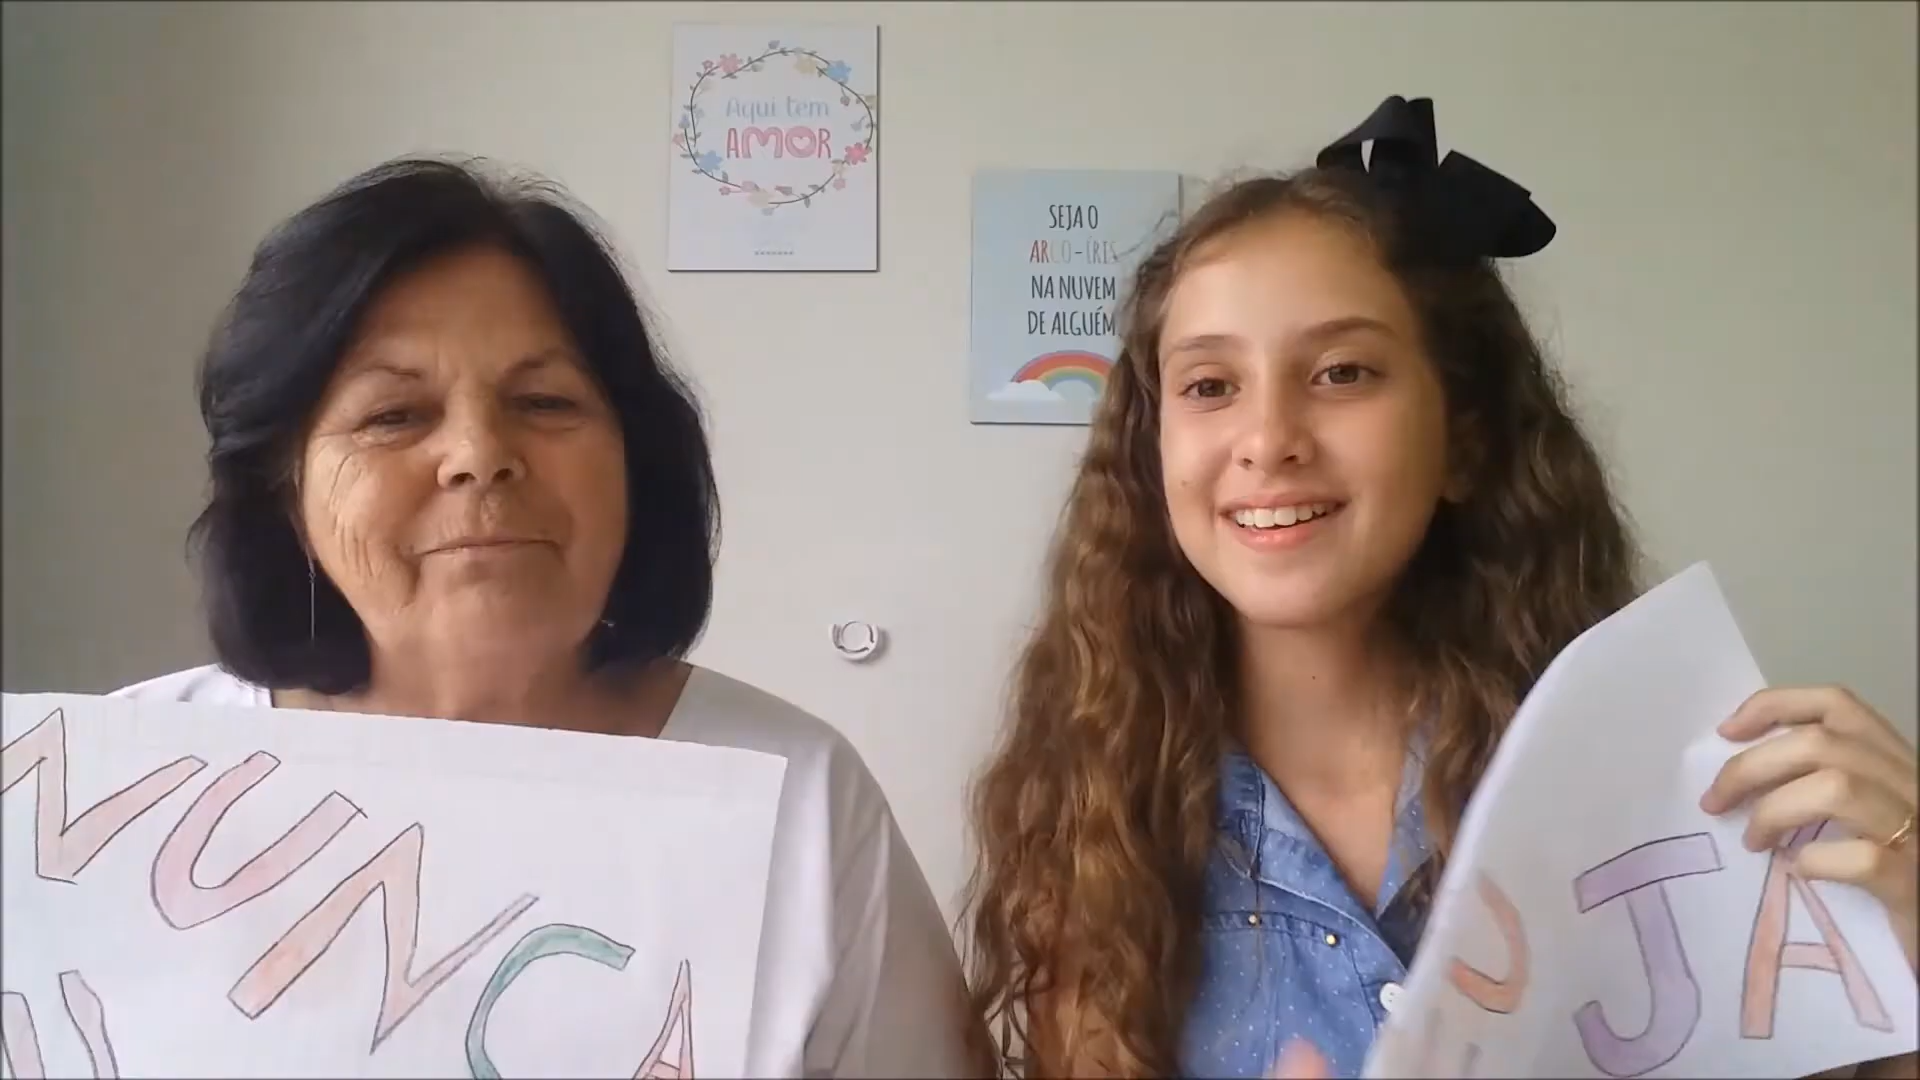 Aqui tem
AMOR
SEJA O
ARCO-ÍRIS
NA NUVEM
DE ALGUÉM
NUNCA
JÁ